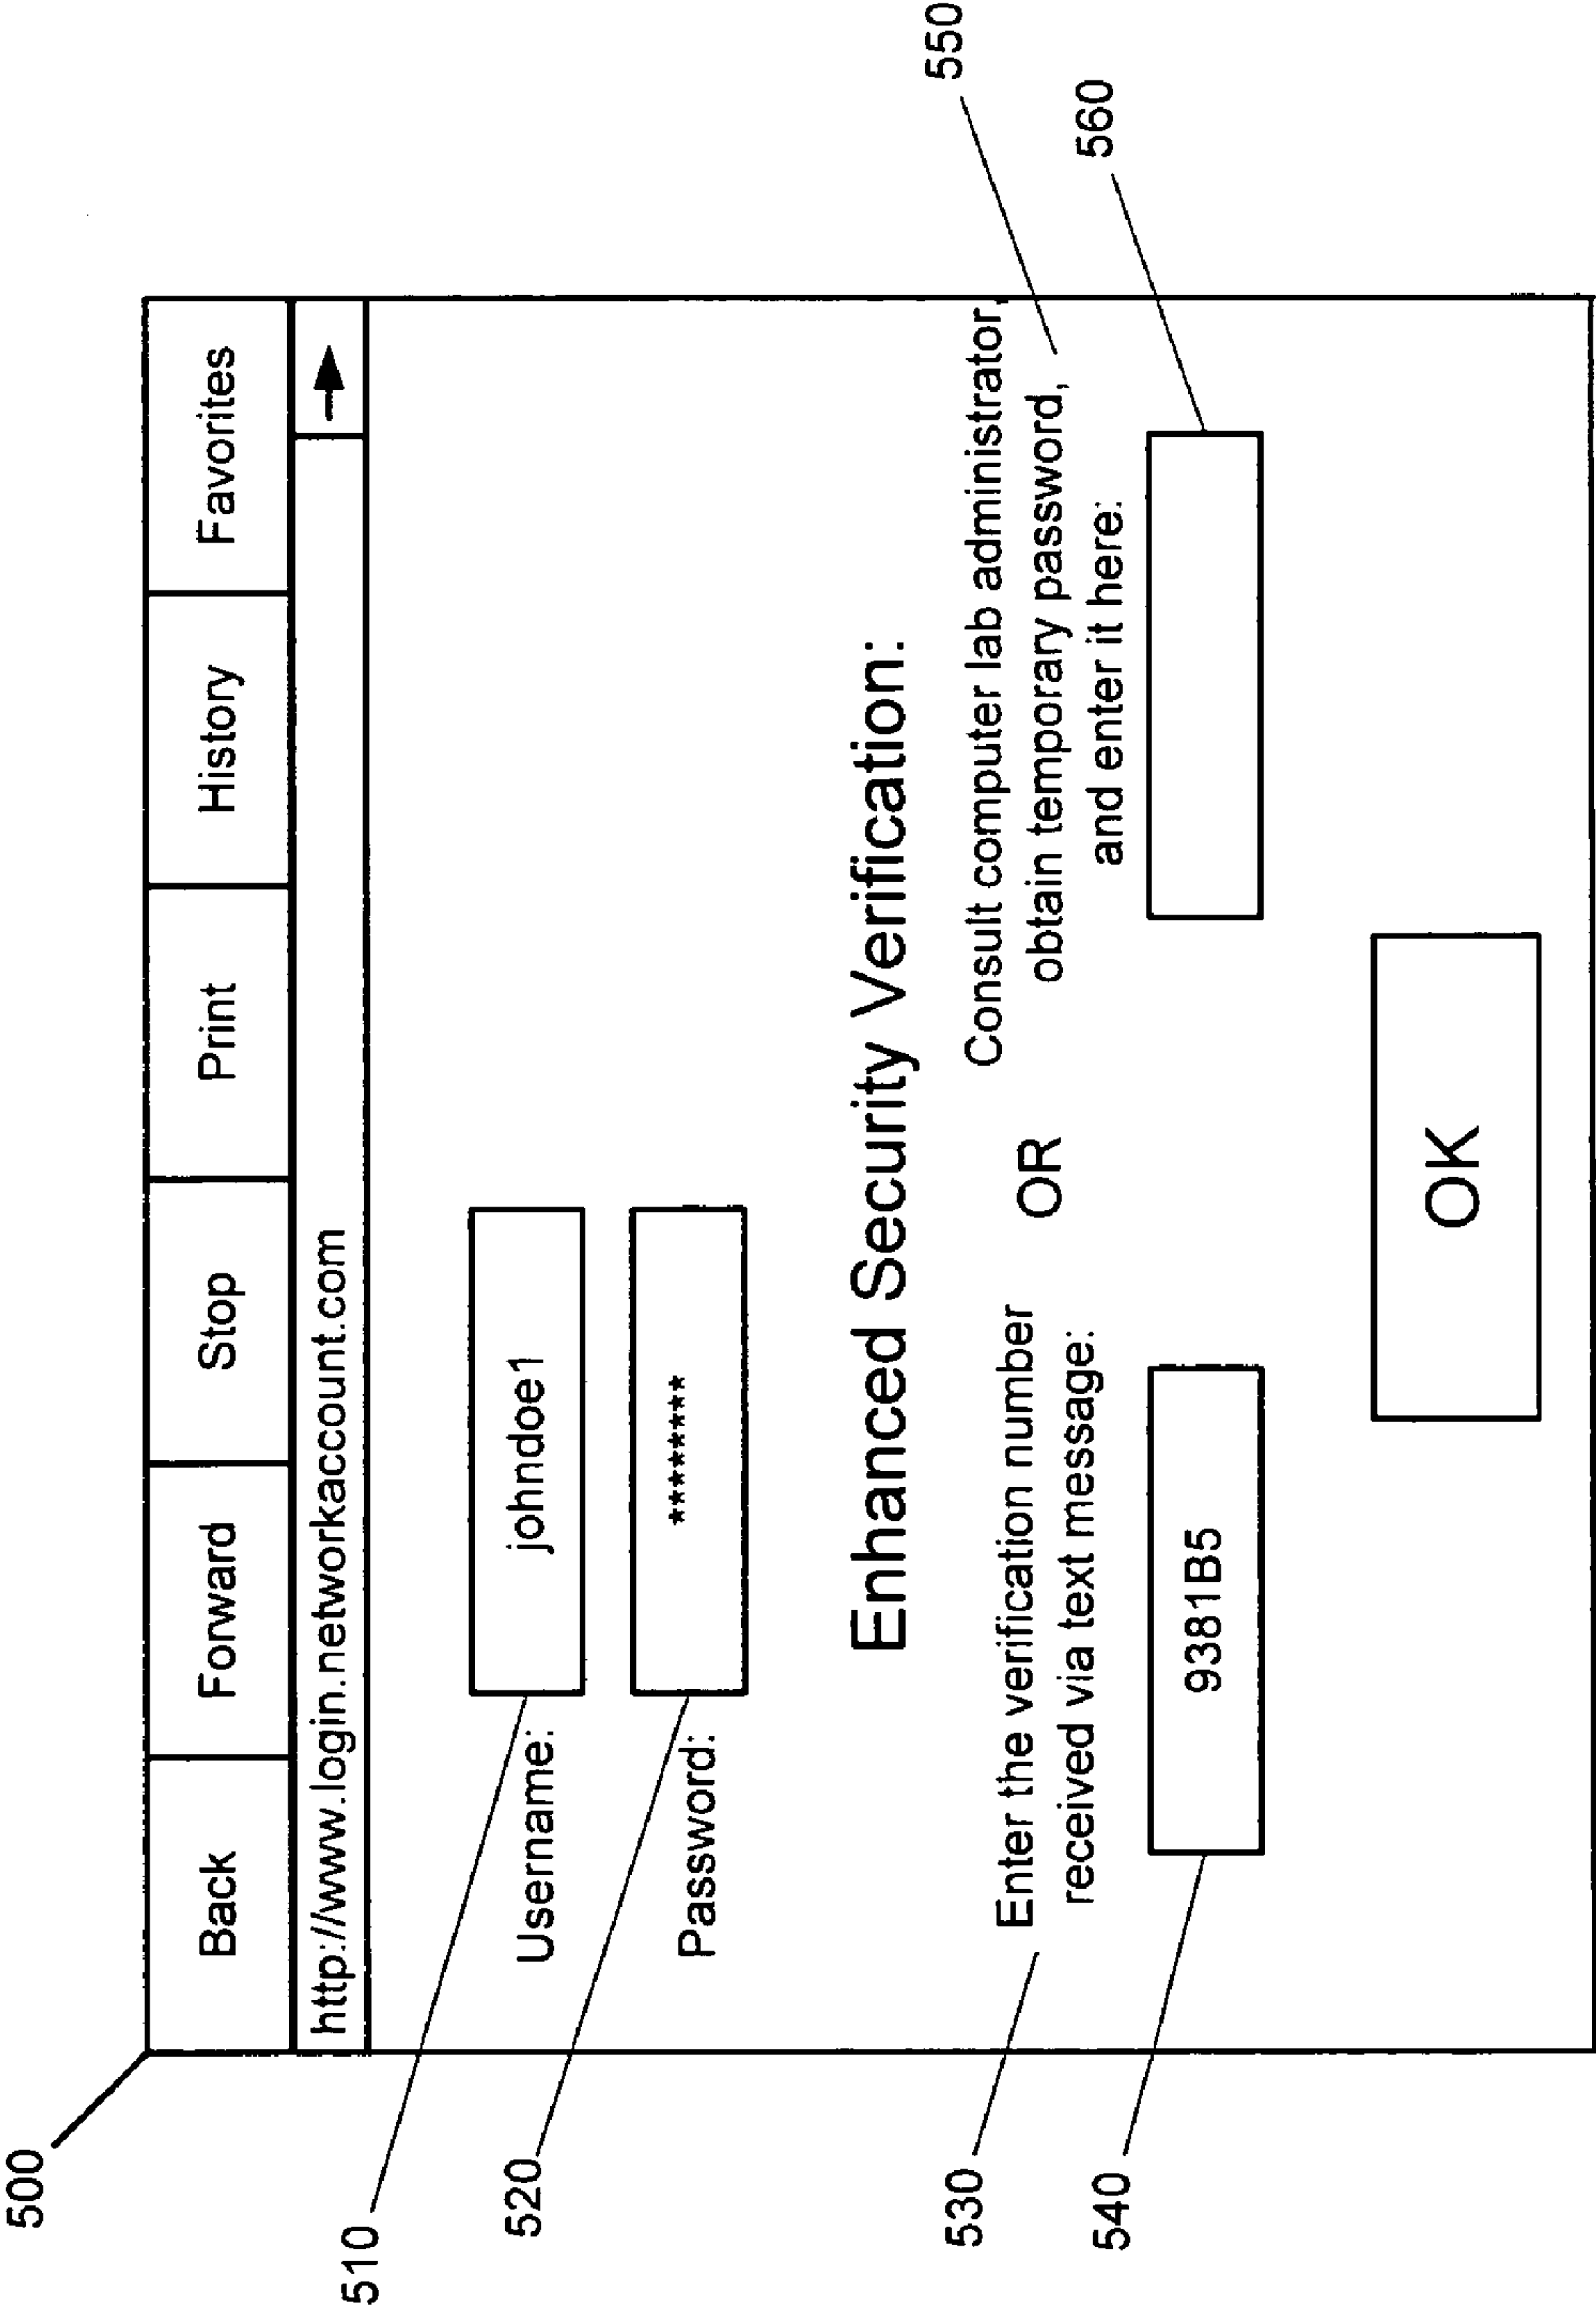 500
Back Forward Stop Print History Favorites
http://www.login.networkaccount.com
510
Username: johndoe1
520
Password: ********
Enhanced Security Verification:
530
Enter the verification number
received via text message:
540
9381B5
OR
Consult computer lab administrator,
obtain temporary password,
and enter it here:
550
560
OK